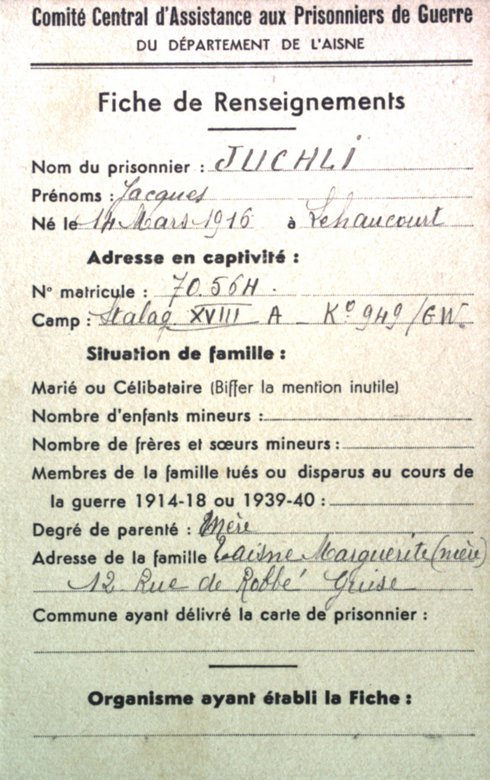 Comité Central d'Assistance aux Prisonniers de Guerre
DU DÉPARTEMENT DE L'AISNE
Fiche de Renseignements
Nom du prisonnier : JUCHLI
Prénoms : Jacques
Né le 14 Mars 1916 à Lehaucourt
Adresse en captivité :
N° matricule : 70.564
Camp : Stalag XVIII A - Ko 949/GW.
Situation de famille :
Marié ou Célibataire (Biffer la mention inutile)
Nombre d'enfants mineurs :
Nombre de frères et sœurs mineurs :
Membres de la famille tués ou disparus au cours de
la guerre 1914-18 ou 1939-40 :
Degré de parenté : Mère
Adresse de la famille Laisne Marguerite (mère)
12 Rue de Robbé Guise
Commune ayant délivré la carte de prisonnier :
Organisme ayant établi la Fiche :